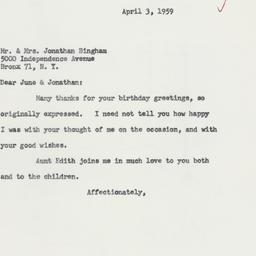 April 3, 1959
Mr. & Mrs. Jonathan Bingham
5000 Independence Avenue
Bronx 71, N. Y.
Dear June & Jonathan:
Many thanks for your birthday greetings, so
originally expressed. I need not tell you how happy
I was with your thought of me on the occasion, and with
your good wishes.
Aunt Edith joins me in much love to you both
and to the children.
Affectionately,